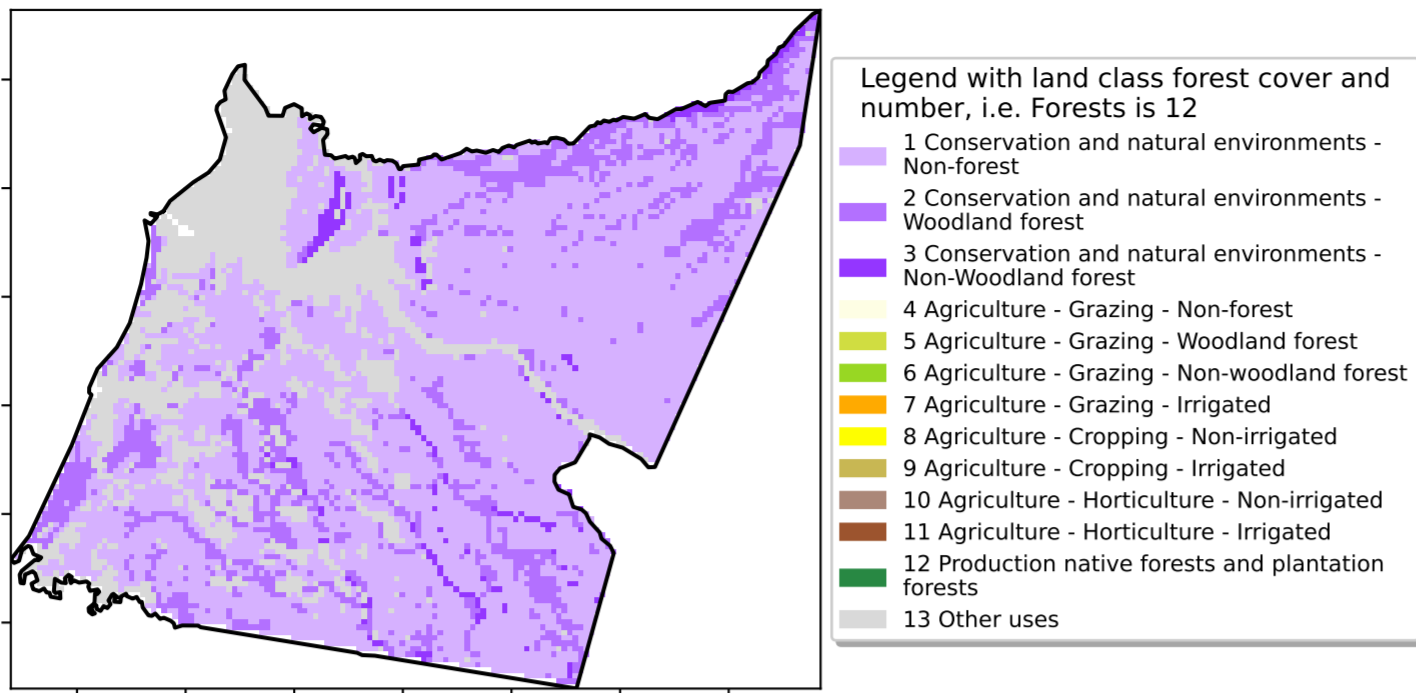 Legend with land class forest cover and
number, i.e. Forests is 12
1 Conservation and natural environments -
Non-forest
2 Conservation and natural environments -
Woodland forest
3 Conservation and natural environments -
Non-Woodland forest
4 Agriculture - Grazing - Non-forest
5 Agriculture - Grazing - Woodland forest
6 Agriculture - Grazing - Non-woodland forest
7 Agriculture - Grazing - Irrigated
8 Agriculture - Cropping - Non-irrigated
9 Agriculture - Cropping - Irrigated
10 Agriculture - Horticulture - Non-irrigated
11 Agriculture - Horticulture - Irrigated
12 Production native forests and plantation
forests
13 Other uses